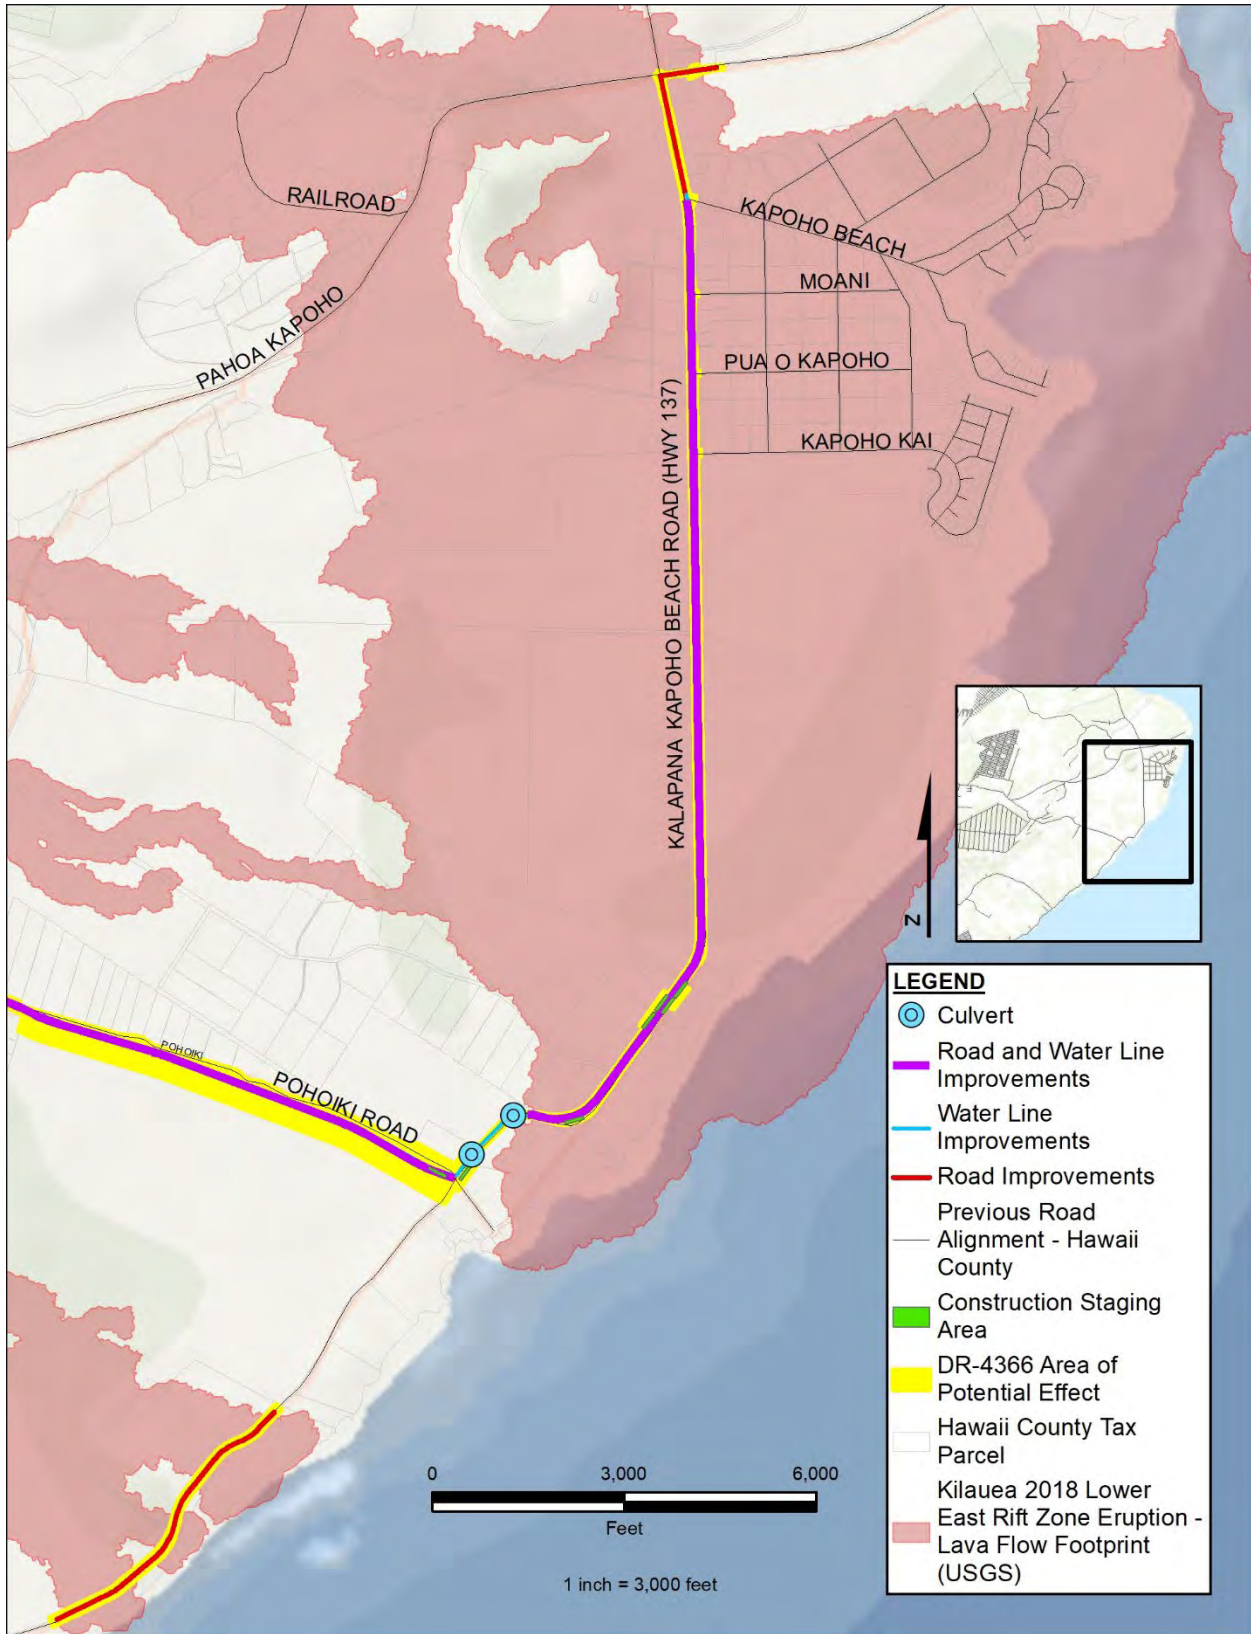 RAILROAD
KAPOHO BEACH
MOANI
PAHOA KAPOHO
PUA O KAPOHO
KALAPANA KAPOHO BEACH ROAD (HWY 137)
KAPOHO KAI
N
POHOIKI
POHOIKI ROAD
LEGEND
Culvert
Road and Water Line
Improvements
Water Line
Improvements
Road Improvements
Previous Road
Alignment - Hawaii
County
Construction Staging
Area
DR-4366 Area of
Potential Effect
Hawaii County Tax
Parcel
Kilauea 2018 Lower
East Rift Zone Eruption -
Lava Flow Footprint
(USGS)
0 3,000 6,000
Feet
1 inch = 3,000 feet